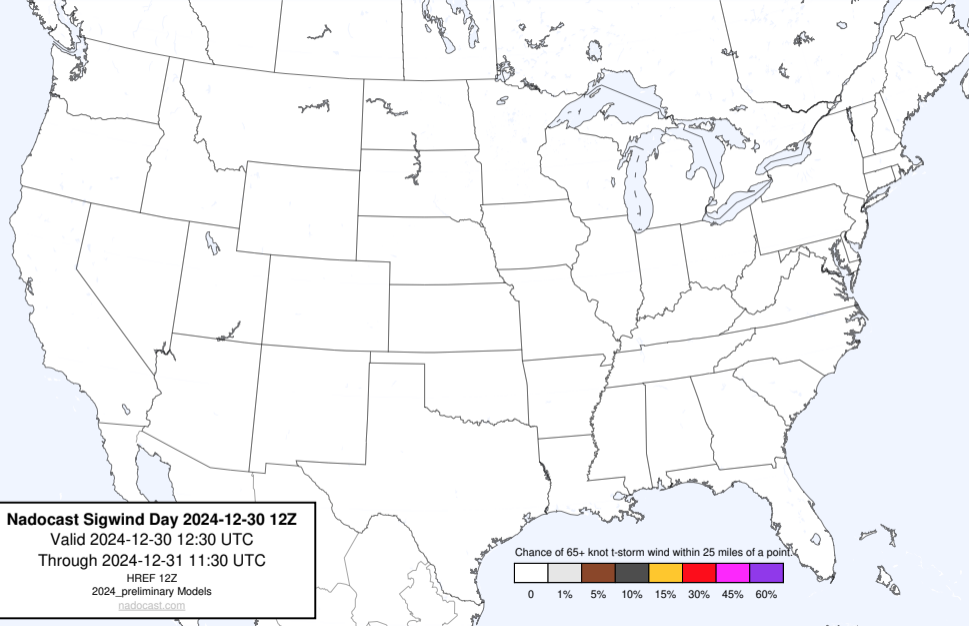 Nadocast Sigwind Day 2024-12-30 12Z
Valid 2024-12-30 12:30 UTC
Through 2024-12-31 11:30 UTC
HREF 12Z
2024_preliminary Models
nadocast.com
Chance of 65+ knot t-storm wind within 25 miles of a point.
0 1% 5% 10% 15% 30% 45% 60%